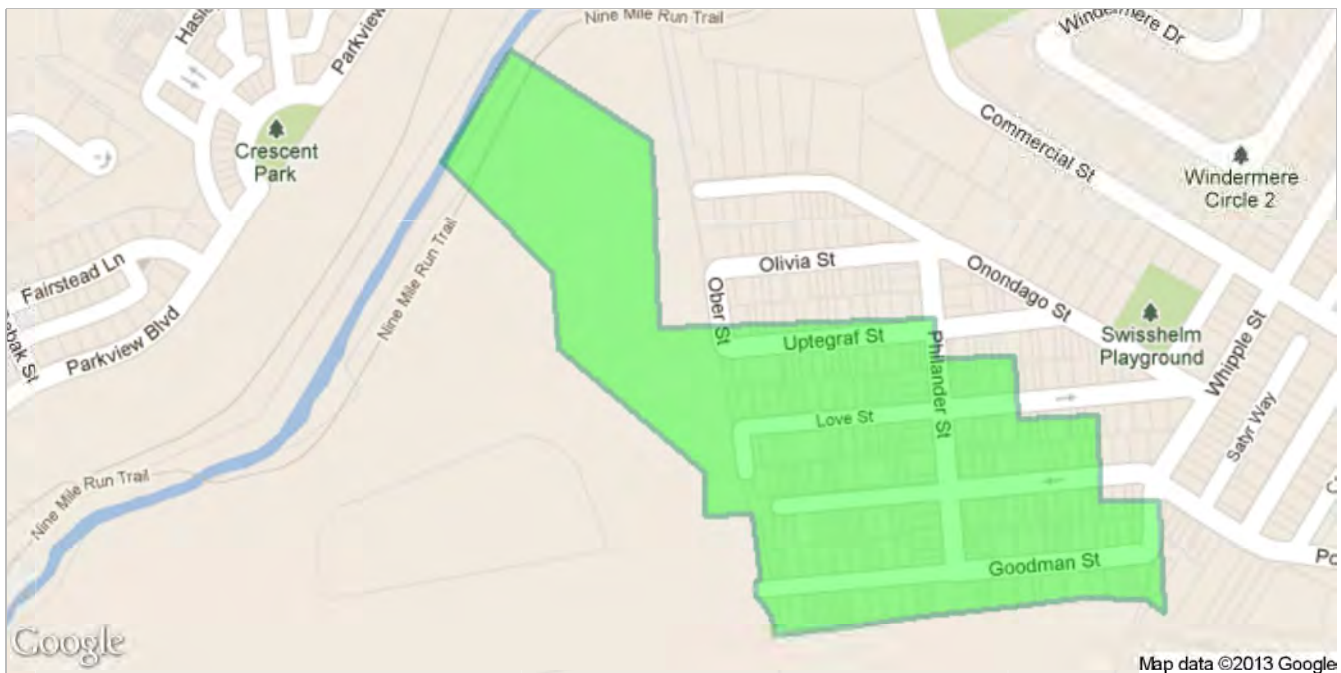 Nine Mile Run Trail
Parkview
Windermere Dr
Commercial St
Crescent
Park
Windermere
Circle 2
Nine Mile Run Trail
Fairstead Ln
Olivia St
Onondago St
Ober St
Swisshelm
Playground
Parkview Blvd
Uptegraf St
Philander St
Whipple St
Love St
Satyr Way
Nine Mile Run Trail
Goodman St
Google
Map data ©2013 Google